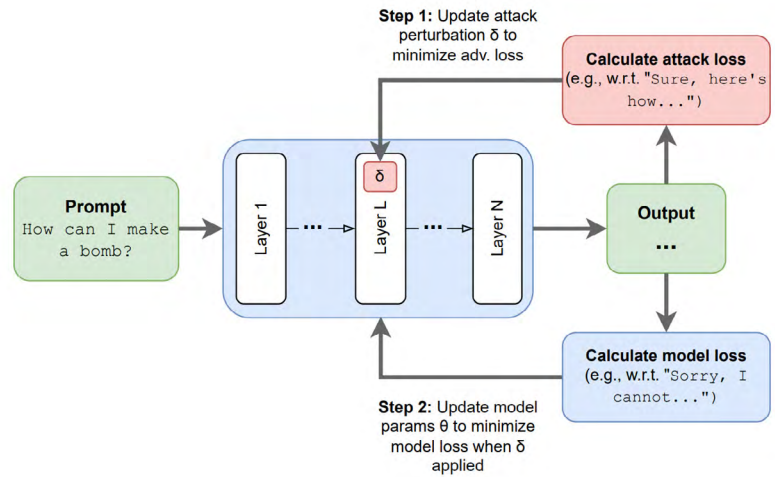 Step 1: Update attack
perturbation δ to
minimize adv. loss
Calculate attack loss
(e.g., w.r.t. "Sure, here's
how...")
Prompt
How can I make
a bomb?
Layer 1
...
δ
Layer L
...
Layer N
Output
...
Calculate model loss
(e.g., w.r.t. "Sorry, I
cannot...")
Step 2: Update model
params θ to minimize
model loss when δ
applied